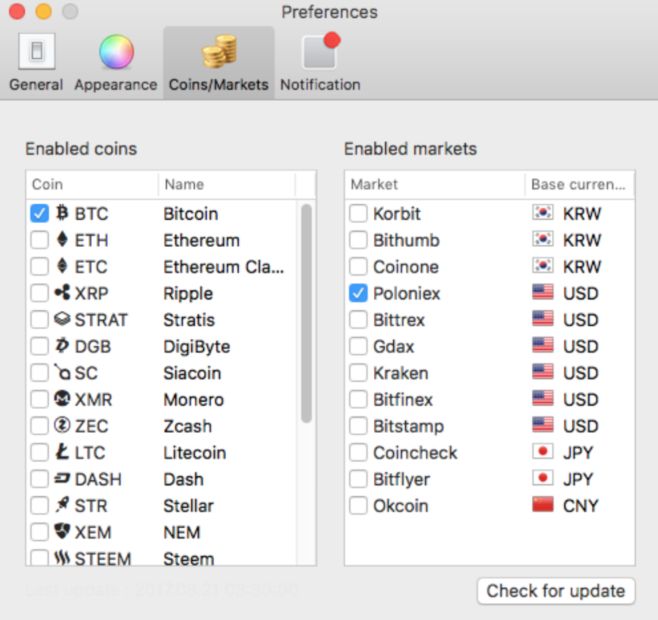 Preferences
General Appearance Coins/Markets Notification
Enabled coins Enabled markets
Coin Name Market Base curren...
BTC Bitcoin Korbit KRW
ETH Ethereum Bithumb KRW
ETC Ethereum Cla... Coinone KRW
XRP Ripple Poloniex USD
STRAT Stratis Bittrex USD
DGB DigiByte Gdax USD
SC Siacoin Kraken USD
XMR Monero Bitfinex USD
ZEC Zcash Bitstamp USD
LTC Litecoin Coincheck JPY
DASH Dash Bitflyer JPY
STR Stellar Okcoin CNY
XEM NEM
STEEM Steem
Last update : Check for update